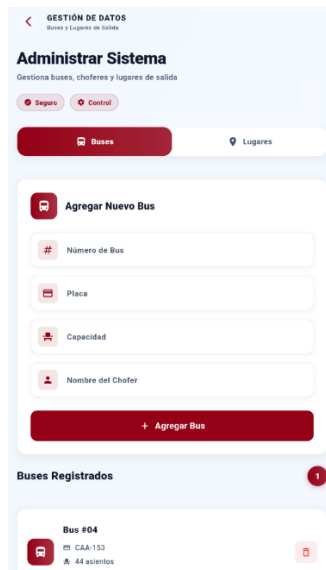 GESTIÓN DE DATOS
Buses y Lugares de Salida
Administrar Sistema
Gestiona buses, choferes y lugares de salida
Seguro
Control
Buses
Lugares
Agregar Nuevo Bus
# Número de Bus
Placa
Capacidad
Nombre del Chofer
+ Agregar Bus
Buses Registrados
1
Bus #04
CAA-153
44 asientos